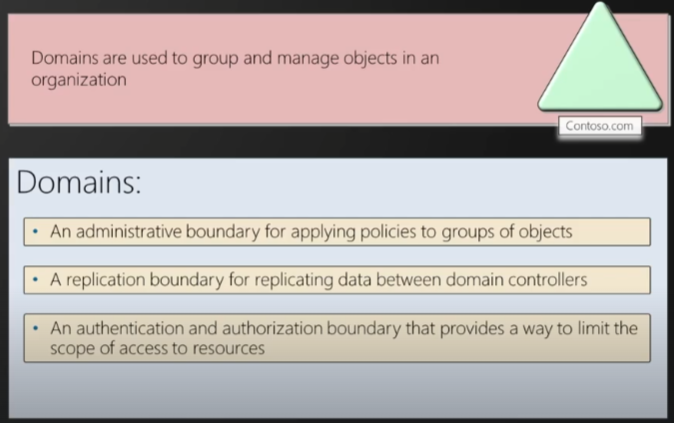 Domains are used to group and manage objects in an
organization
Contoso.com
Domains:
• An administrative boundary for applying policies to groups of objects
• A replication boundary for replicating data between domain controllers
• An authentication and authorization boundary that provides a way to limit the
scope of access to resources